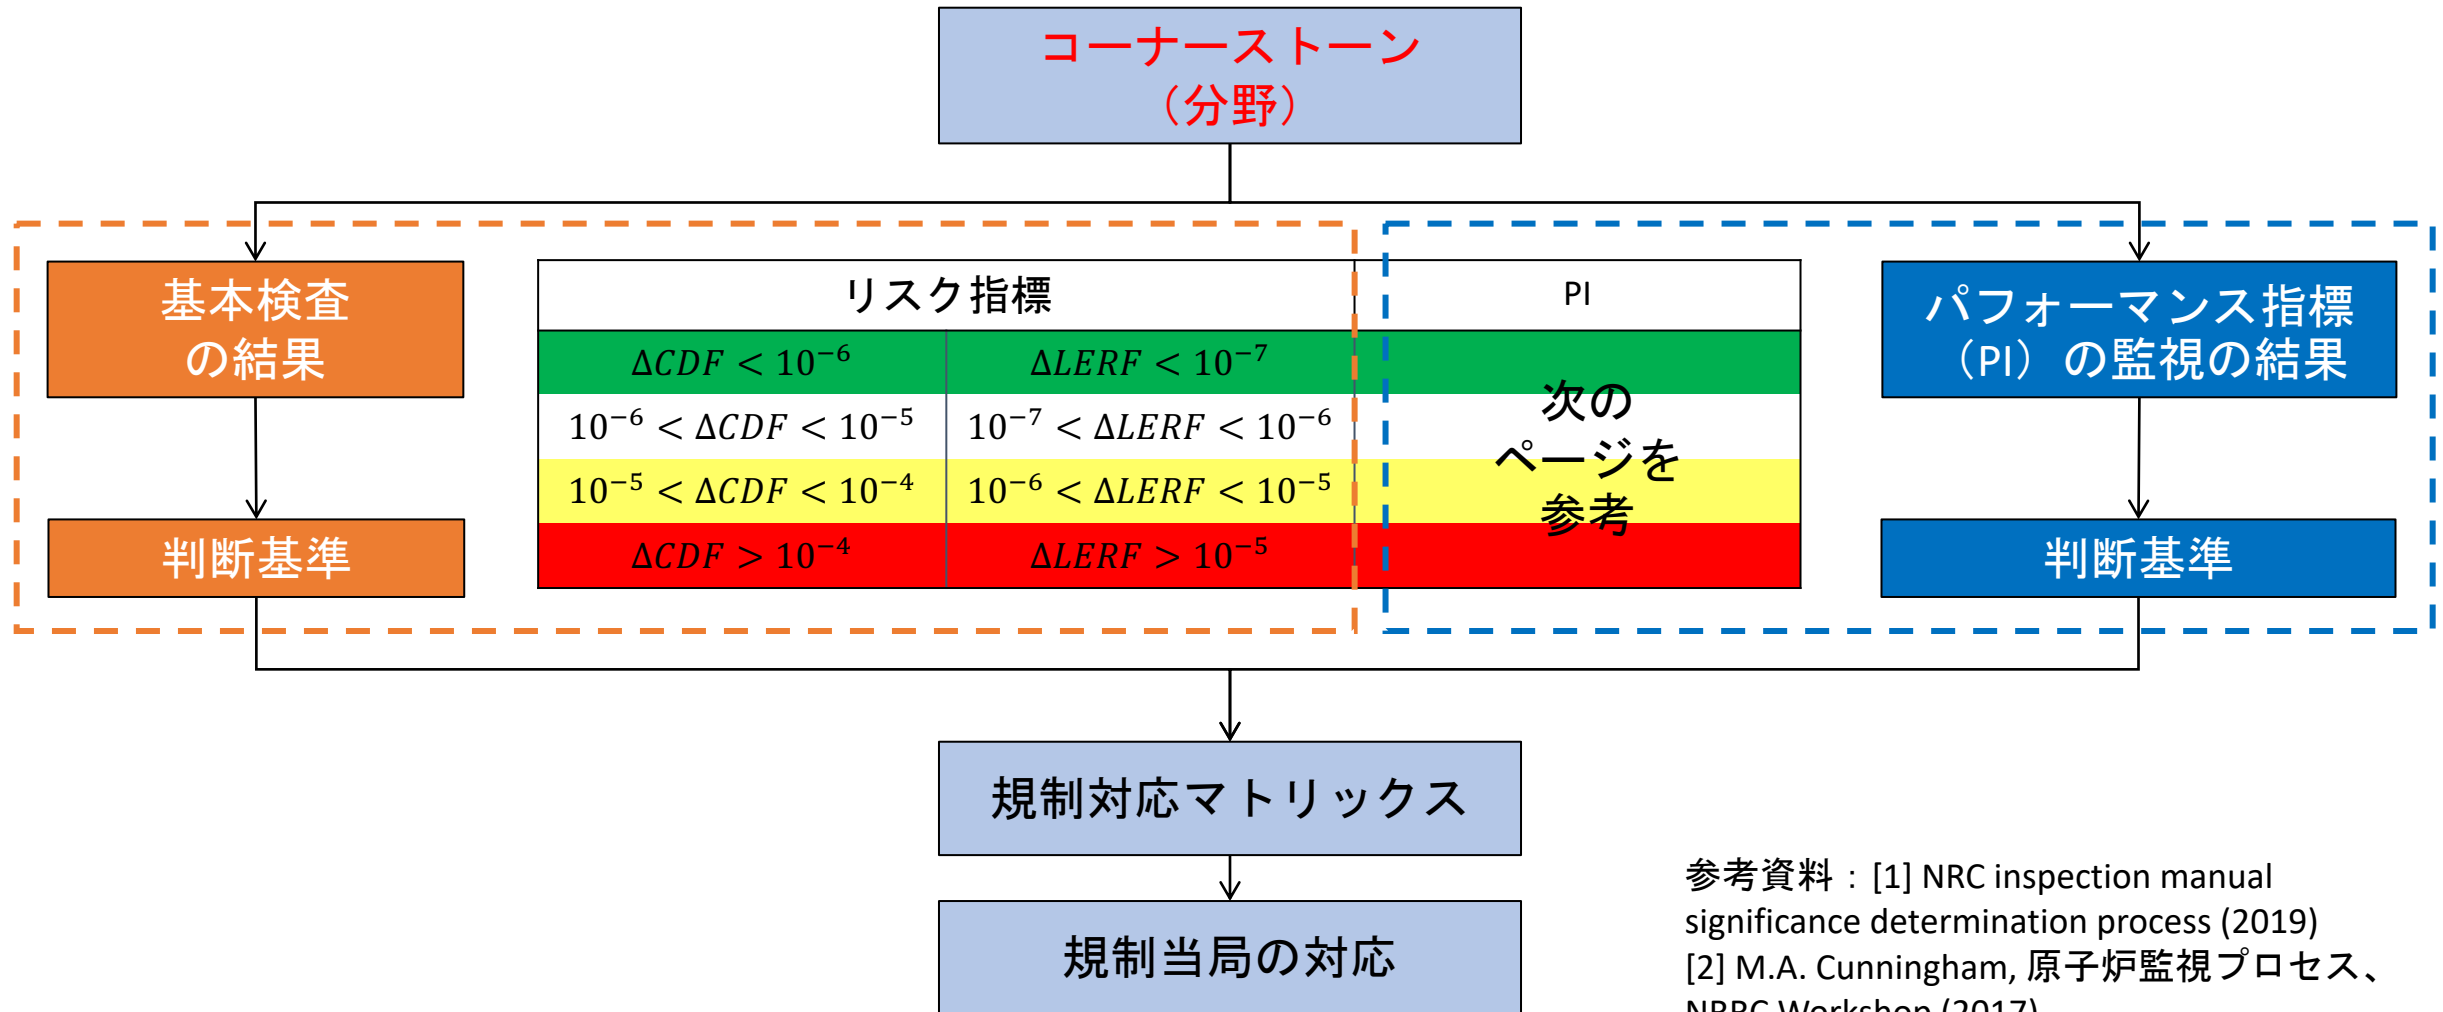 コーナーストーン
（分野）
基本検査
の結果
判断基準
リスク指標 PI
ΔCDF < 10⁻⁶ ΔLERF < 10⁻⁷
10⁻⁶ < ΔCDF < 10⁻⁵ 10⁻⁷ < ΔLERF < 10⁻⁶
10⁻⁵ < ΔCDF < 10⁻⁴ 10⁻⁶ < ΔLERF < 10⁻⁵
ΔCDF > 10⁻⁴ ΔLERF > 10⁻⁵
次の
ページを
参考
パフォーマンス指標
（PI）の監視の結果
判断基準
規制対応マトリックス
規制当局の対応
参考資料：[1] NRC inspection manual
significance determination process (2019)
[2] M.A. Cunningham, 原子炉監視プロセス、
NRRC Workshop (2017)